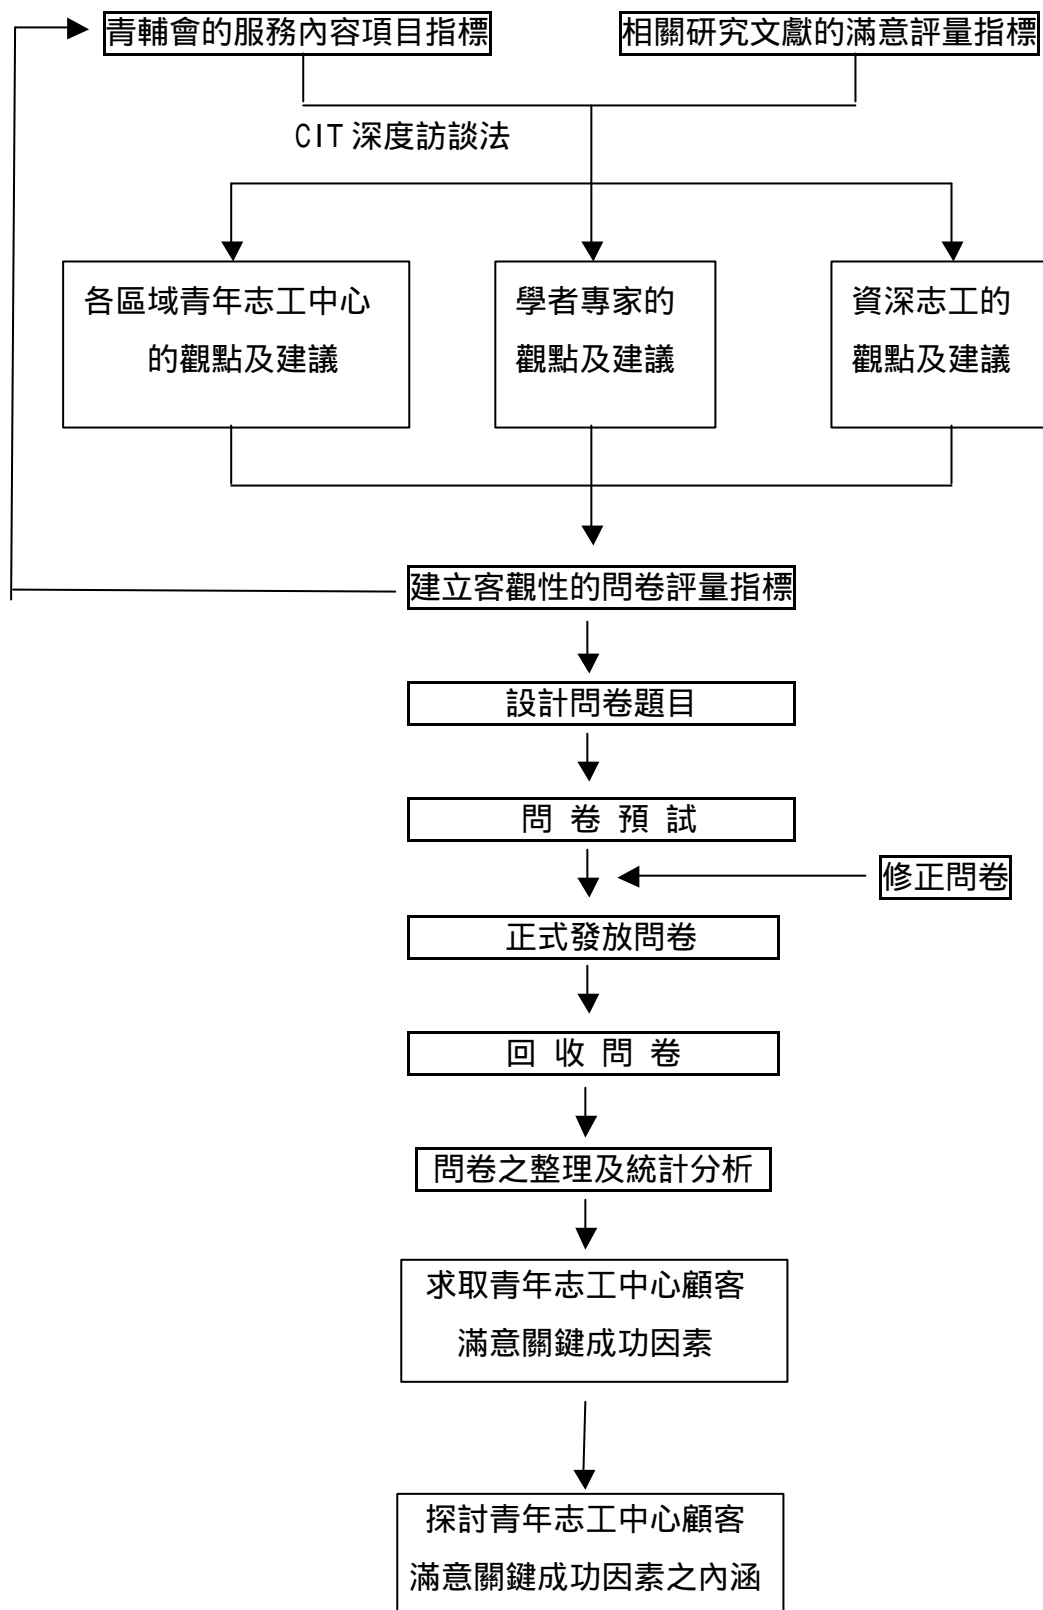 青輔會的服務內容項目指標
相關研究文獻的滿意評量指標
CIT 深度訪談法
各區域青年志工中心
的觀點及建議
學者專家的
觀點及建議
資深志工的
觀點及建議
建立客觀性的問卷評量指標
設計問卷題目
問 卷 預 試
修正問卷
正式發放問卷
回 收 問 卷
問卷之整理及統計分析
求取青年志工中心顧客
滿意關鍵成功因素
探討青年志工中心顧客
滿意關鍵成功因素之內涵